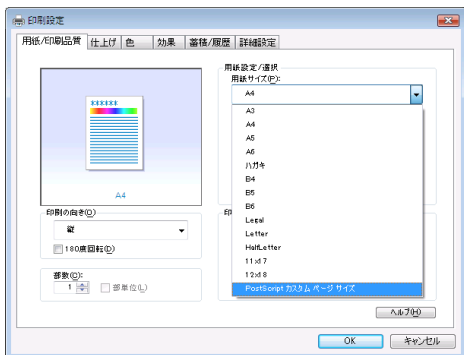 印刷設定
用紙/印刷品質 仕上げ 色 効果 蓄積/履歴 詳細設定
******
A4
用紙設定/選択
用紙サイズ(P):
A4
A3
A4
A5
A6
ハガキ
B4
B5
B6
Legal
Letter
HalfLetter
11x17
12x18
PostScript カスタム ページ サイズ
印刷の向き(O)
縦
180度回転(D)
部数(C):
1
部単位(L)
ヘルプ(H)
OK キャンセル